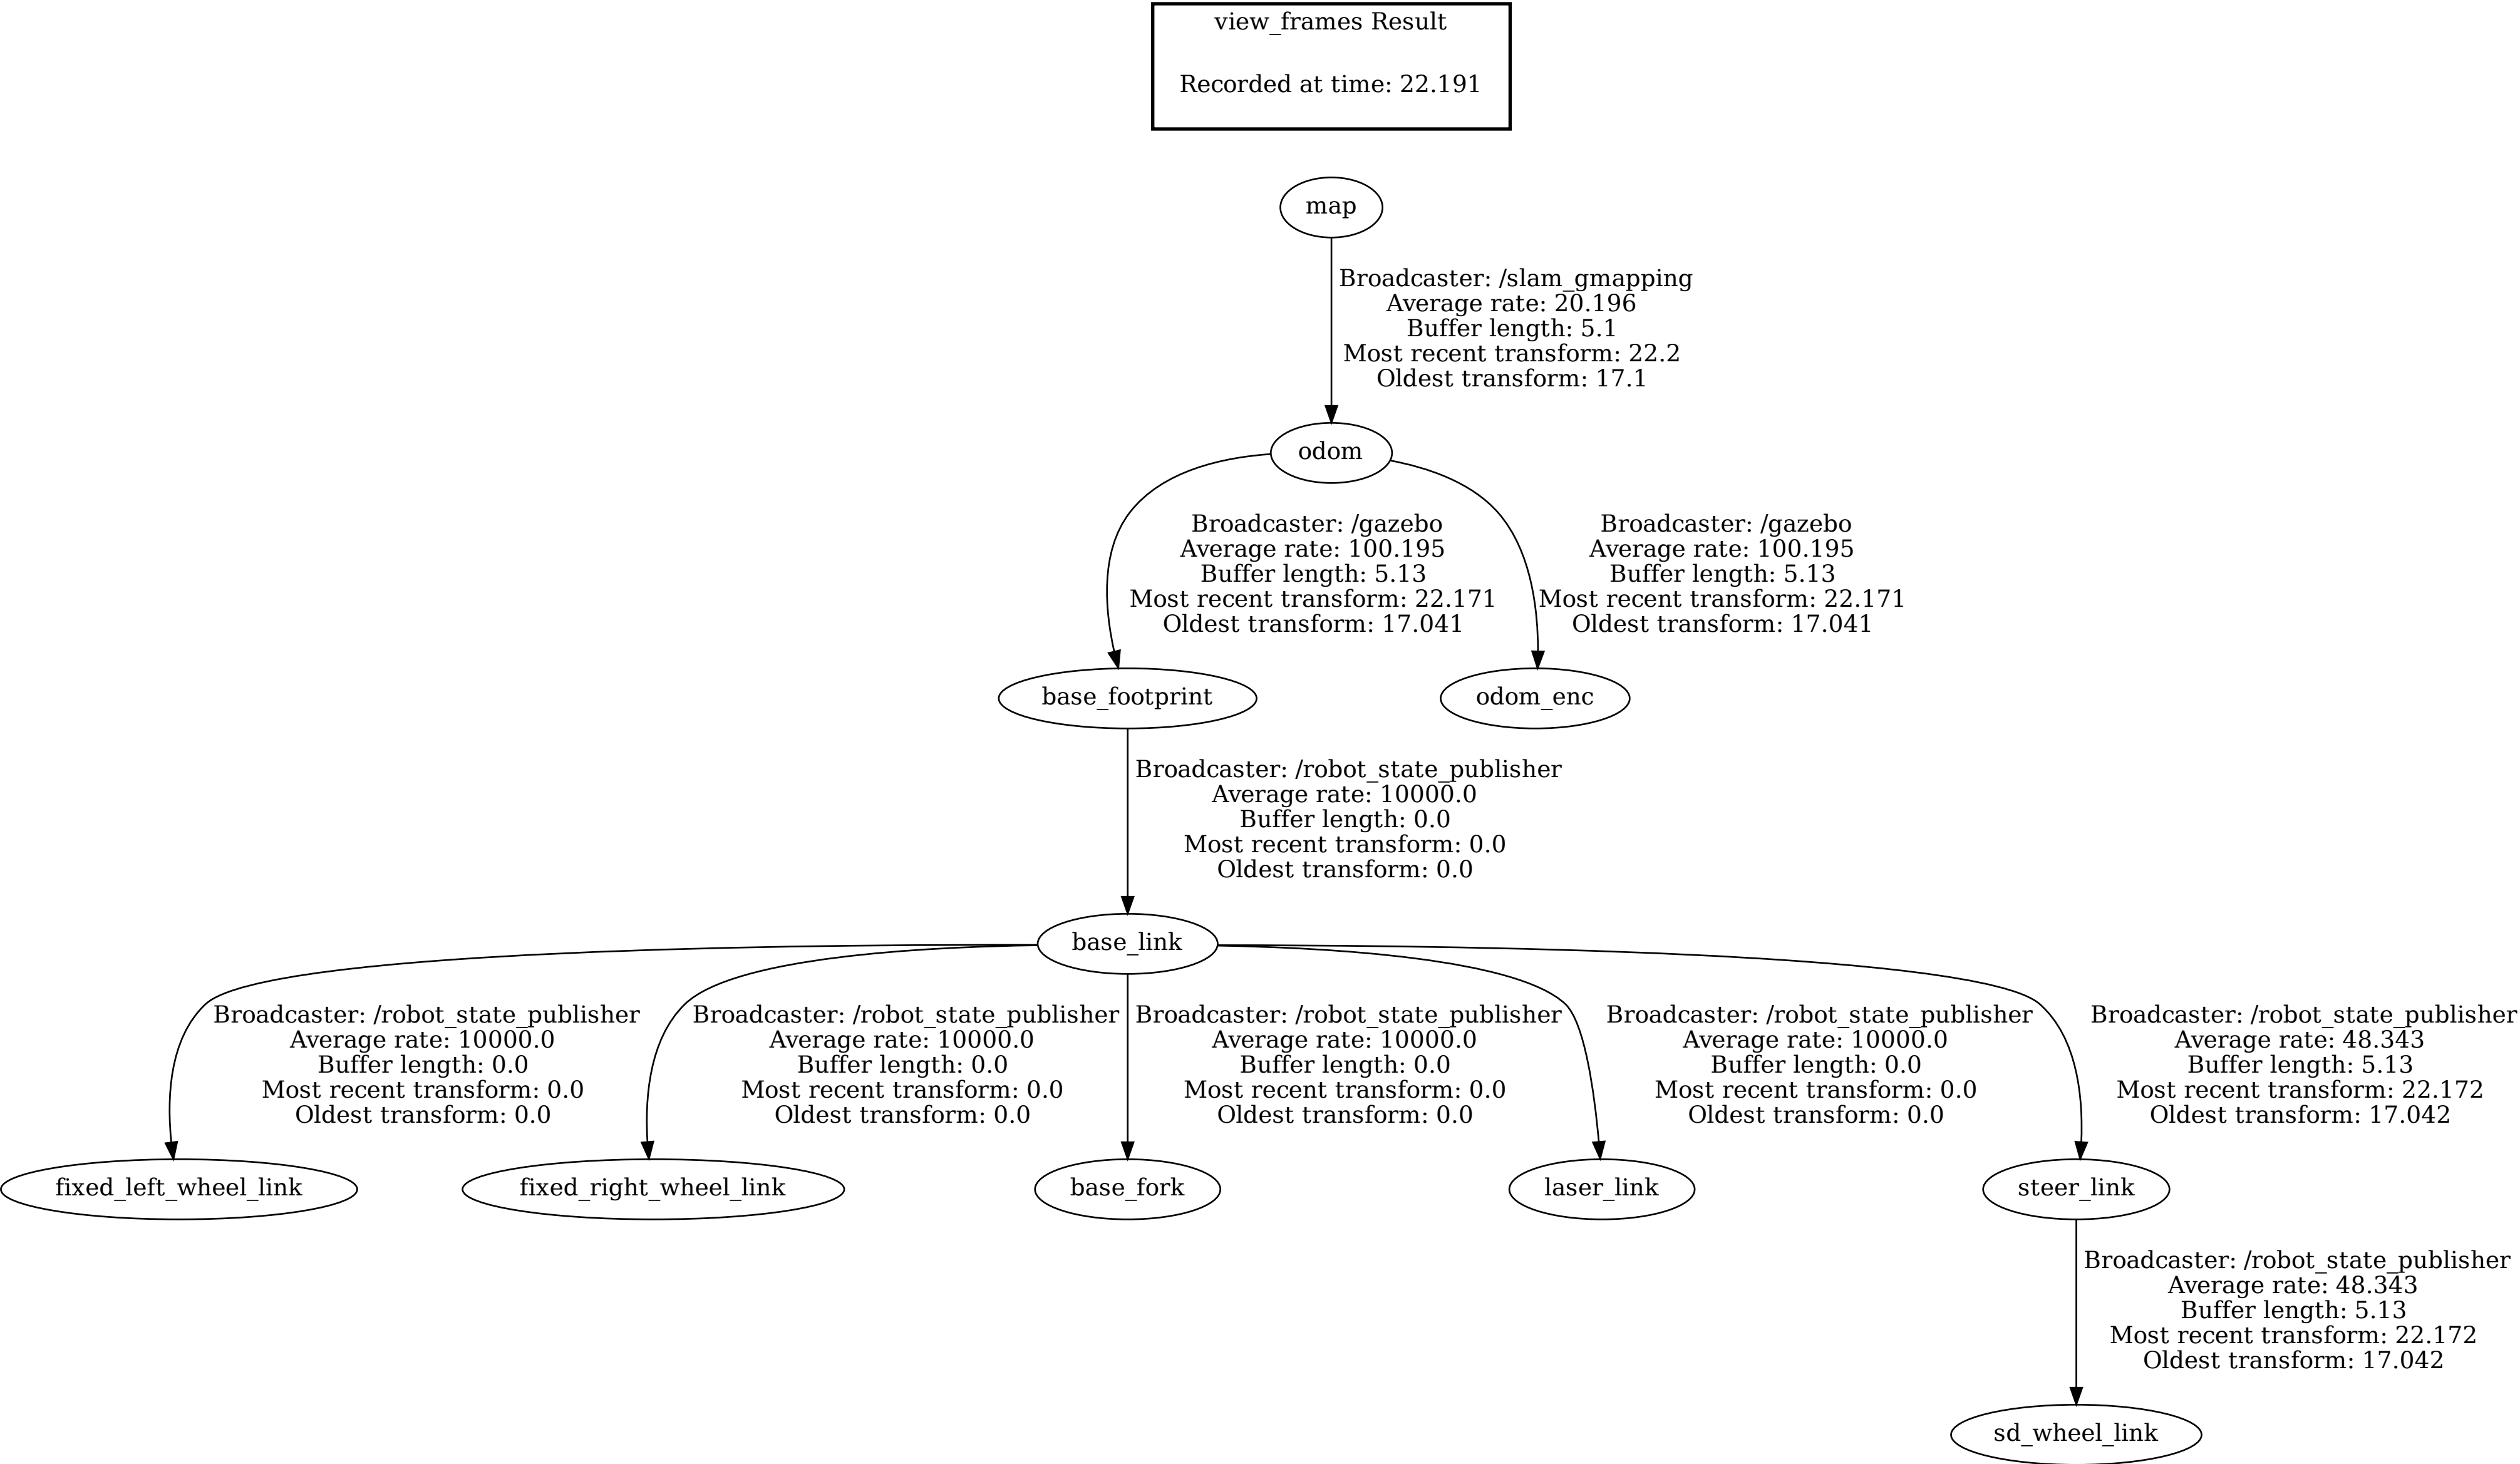 view_frames Result
Recorded at time: 22.191
map
Broadcaster: /slam_gmapping
Average rate: 20.196
Buffer length: 5.1
Most recent transform: 22.2
Oldest transform: 17.1
odom
Broadcaster: /gazebo
Average rate: 100.195
Buffer length: 5.13
Most recent transform: 22.171
Oldest transform: 17.041
Broadcaster: /gazebo
Average rate: 100.195
Buffer length: 5.13
Most recent transform: 22.171
Oldest transform: 17.041
base_footprint
odom_enc
Broadcaster: /robot_state_publisher
Average rate: 10000.0
Buffer length: 0.0
Most recent transform: 0.0
Oldest transform: 0.0
base_link
Broadcaster: /robot_state_publisher
Average rate: 10000.0
Buffer length: 0.0
Most recent transform: 0.0
Oldest transform: 0.0
Broadcaster: /robot_state_publisher
Average rate: 10000.0
Buffer length: 0.0
Most recent transform: 0.0
Oldest transform: 0.0
Broadcaster: /robot_state_publisher
Average rate: 10000.0
Buffer length: 0.0
Most recent transform: 0.0
Oldest transform: 0.0
Broadcaster: /robot_state_publisher
Average rate: 10000.0
Buffer length: 0.0
Most recent transform: 0.0
Oldest transform: 0.0
Broadcaster: /robot_state_publisher
Average rate: 48.343
Buffer length: 5.13
Most recent transform: 22.172
Oldest transform: 17.042
fixed_left_wheel_link
fixed_right_wheel_link
base_fork
laser_link
steer_link
Broadcaster: /robot_state_publisher
Average rate: 48.343
Buffer length: 5.13
Most recent transform: 22.172
Oldest transform: 17.042
sd_wheel_link